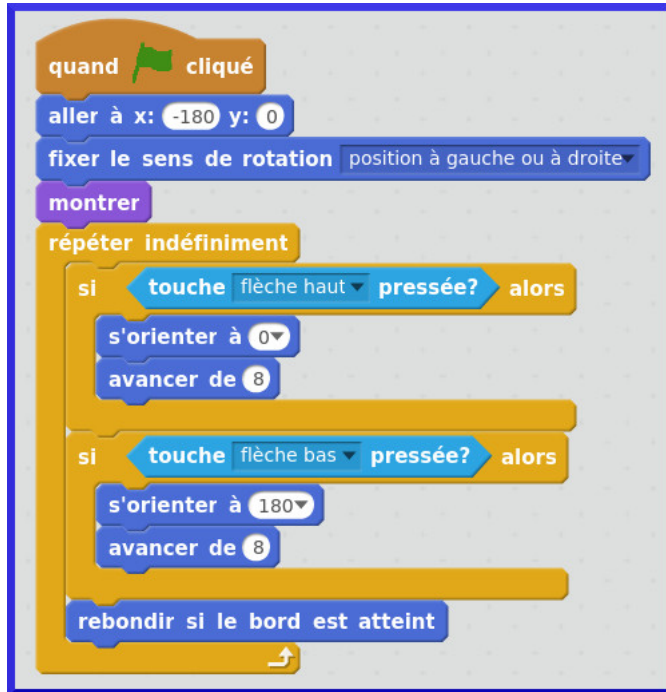 quand cliqué
aller à x: -180 y: 0
fixer le sens de rotation position à gauche ou à droite
montrer
répéter indéfiniment
si touche flèche haut pressée? alors
s'orienter à 0
avancer de 8
si touche flèche bas pressée? alors
s'orienter à 180
avancer de 8
rebondir si le bord est atteint